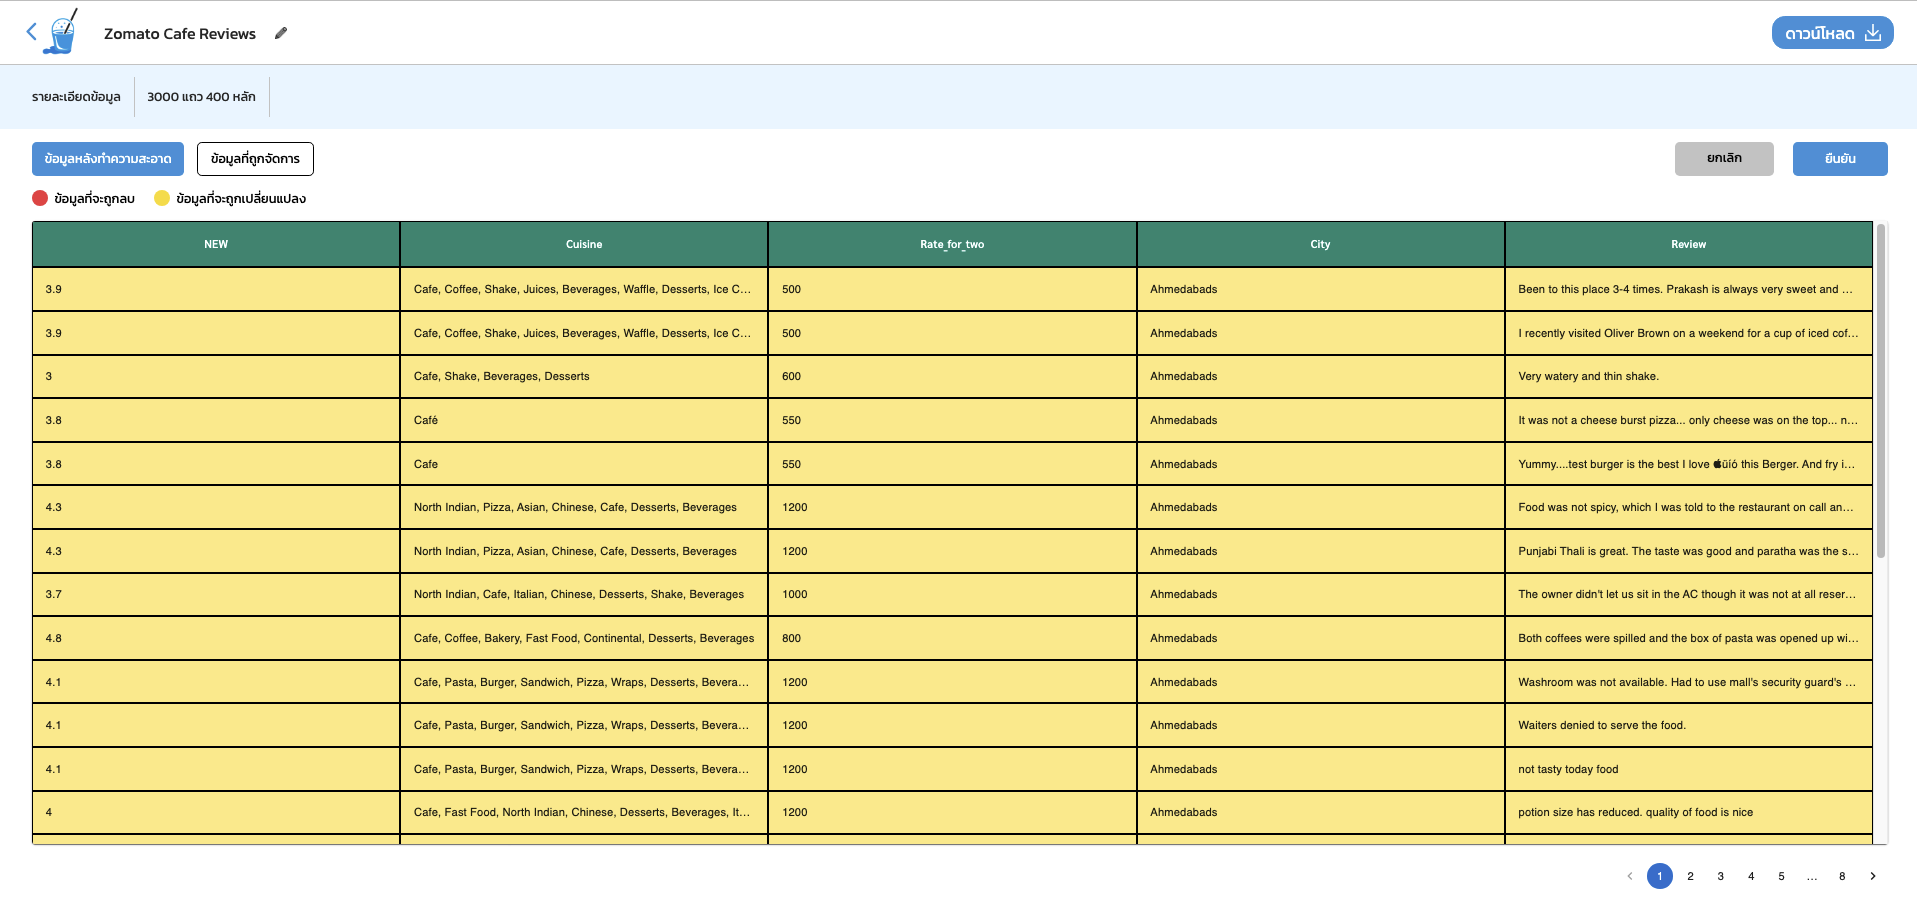 Zomato Cafe Reviews
ดาวน์โหลด
รายละเอียดข้อมูล 3000 แถว 400 หลัก
ข้อมูลหลังทำความสะอาด ข้อมูลที่ถูกจัดการ ยกเลิก ยืนยัน
ข้อมูลที่จะถูกลบ ข้อมูลที่จะถูกเปลี่ยนแปลง
NEW Cuisine Rate_for_two City Review
3.9 Cafe, Coffee, Shake, Juices, Beverages, Waffle, Desserts, Ice C... 500 Ahmedabads Been to this place 3-4 times. Prakash is always very sweet and ...
3.9 Cafe, Coffee, Shake, Juices, Beverages, Waffle, Desserts, Ice C... 500 Ahmedabads I recently visited Oliver Brown on a weekend for a cup of iced cof...
3 Cafe, Shake, Beverages, Desserts 600 Ahmedabads Very watery and thin shake.
3.8 Café 550 Ahmedabads It was not a cheese burst pizza... only cheese was on the top... n...
3.8 Cafe 550 Ahmedabads Yummy....test burger is the best I love this Berger. And fry i...
4.3 North Indian, Pizza, Asian, Chinese, Cafe, Desserts, Beverages 1200 Ahmedabads Food was not spicy, which I was told to the restaurant on call an...
4.3 North Indian, Pizza, Asian, Chinese, Cafe, Desserts, Beverages 1200 Ahmedabads Punjabi Thali is great. The taste was good and paratha was the s...
3.7 North Indian, Cafe, Italian, Chinese, Desserts, Shake, Beverages 1000 Ahmedabads The owner didn't let us sit in the AC though it was not at all reser...
4.8 Cafe, Coffee, Bakery, Fast Food, Continental, Desserts, Beverages 800 Ahmedabads Both coffees were spilled and the box of pasta was opened up wi...
4.1 Cafe, Pasta, Burger, Sandwich, Pizza, Wraps, Desserts, Bevera... 1200 Ahmedabads Washroom was not available. Had to use mall's security guard's ...
4.1 Cafe, Pasta, Burger, Sandwich, Pizza, Wraps, Desserts, Bevera... 1200 Ahmedabads Waiters denied to serve the food.
4.1 Cafe, Pasta, Burger, Sandwich, Pizza, Wraps, Desserts, Bevera... 1200 Ahmedabads not tasty today food
4 Cafe, Fast Food, North Indian, Chinese, Desserts, Beverages, It... 1200 Ahmedabads potion size has reduced. quality of food is nice
1 2 3 4 5 ... 8